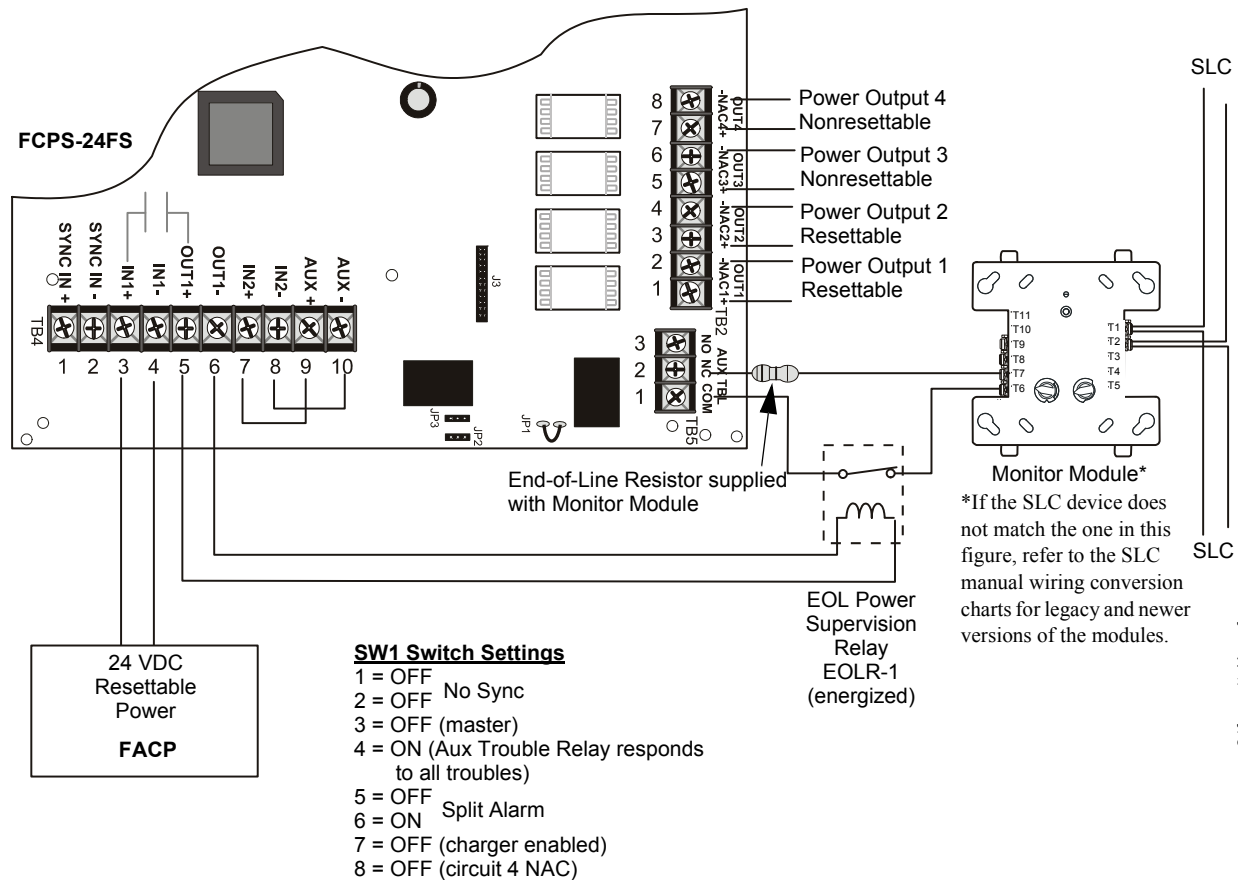 SLC
FCPS-24FS
8 -NAC4+ OUT4 Power Output 4
7 Nonresettable
6 -NAC3+ OUT3 Power Output 3
5 Nonresettable
4 -NAC2+ OUT2 Power Output 2
3 Resettable
2 -NAC1+ OUT1 Power Output 1
1 Resettable
TB2
SYNC IN +
SYNC IN -
IN1+
IN1-
OUT1+
OUT1-
IN2+
IN2-
AUX +
AUX -
TB4
1 2 3 4 5 6 7 8 9 10
J3
3 NO
2 NC
1 COM
AUX TBL
TB5
JP3
JP2
JP1
T11
T10
T9
T8
T7
T6
T1
T2
T3
T4
T5
End-of-Line Resistor supplied
with Monitor Module
Monitor Module*
*If the SLC device does
not match the one in this
figure, refer to the SLC
manual wiring conversion
charts for legacy and newer
versions of the modules.
SLC
EOL Power
Supervision
Relay
EOLR-1
(energized)
24 VDC
Resettable
Power
FACP
SW1 Switch Settings
1 = OFF
2 = OFF No Sync
3 = OFF (master)
4 = ON (Aux Trouble Relay responds
to all troubles)
5 = OFF
6 = ON Split Alarm
7 = OFF (charger enabled)
8 = OFF (circuit 4 NAC)